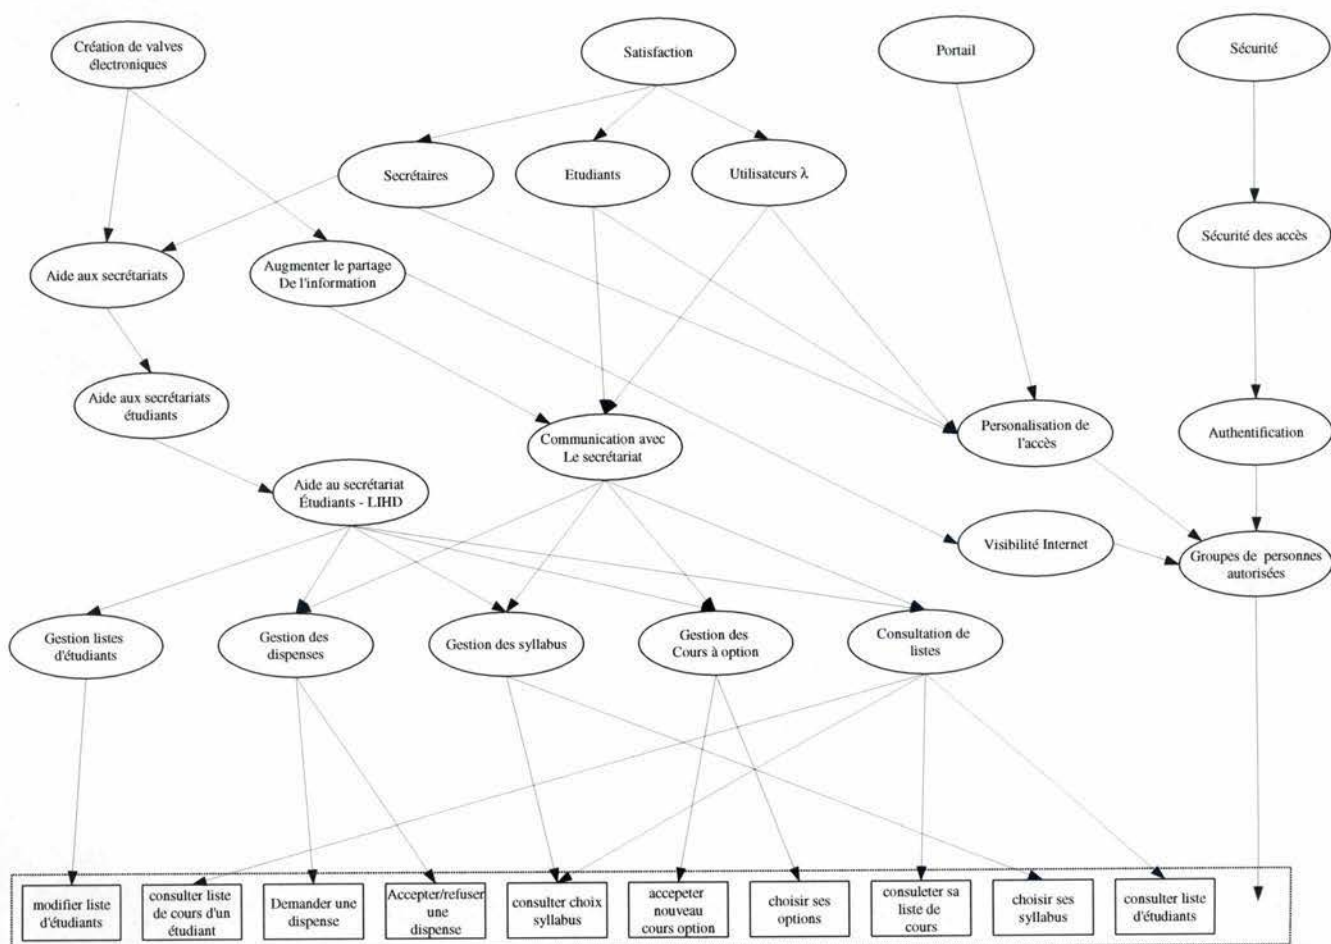 Création de valves
électroniques
Satisfaction
Portail
Sécurité
Secrétaires
Etudiants
Utilisateurs λ
Sécurité des accès
Aide aux secrétariats
Augmenter le partage
De l'information
Aide aux secrétariats
étudiants
Communication avec
Le secrétariat
Personalisation de
l'accès
Authentification
Aide au secrétariat
Étudiants - LIHD
Visibilité Internet
Groupes de personnes
autorisées
Gestion listes
d'étudiants
Gestion des
dispenses
Gestion des syllabus
Gestion des
Cours à option
Consultation de
listes
modifier liste
d'étudiants
consulter liste
de cours d'un
étudiant
Demander une
dispense
Accepter/refuser
une
dispense
consulter choix
syllabus
accepeter
nouveau
cours option
choisir ses
options
consuleter sa
liste de
cours
choisir ses
syllabus
consulter liste
d'étudiants